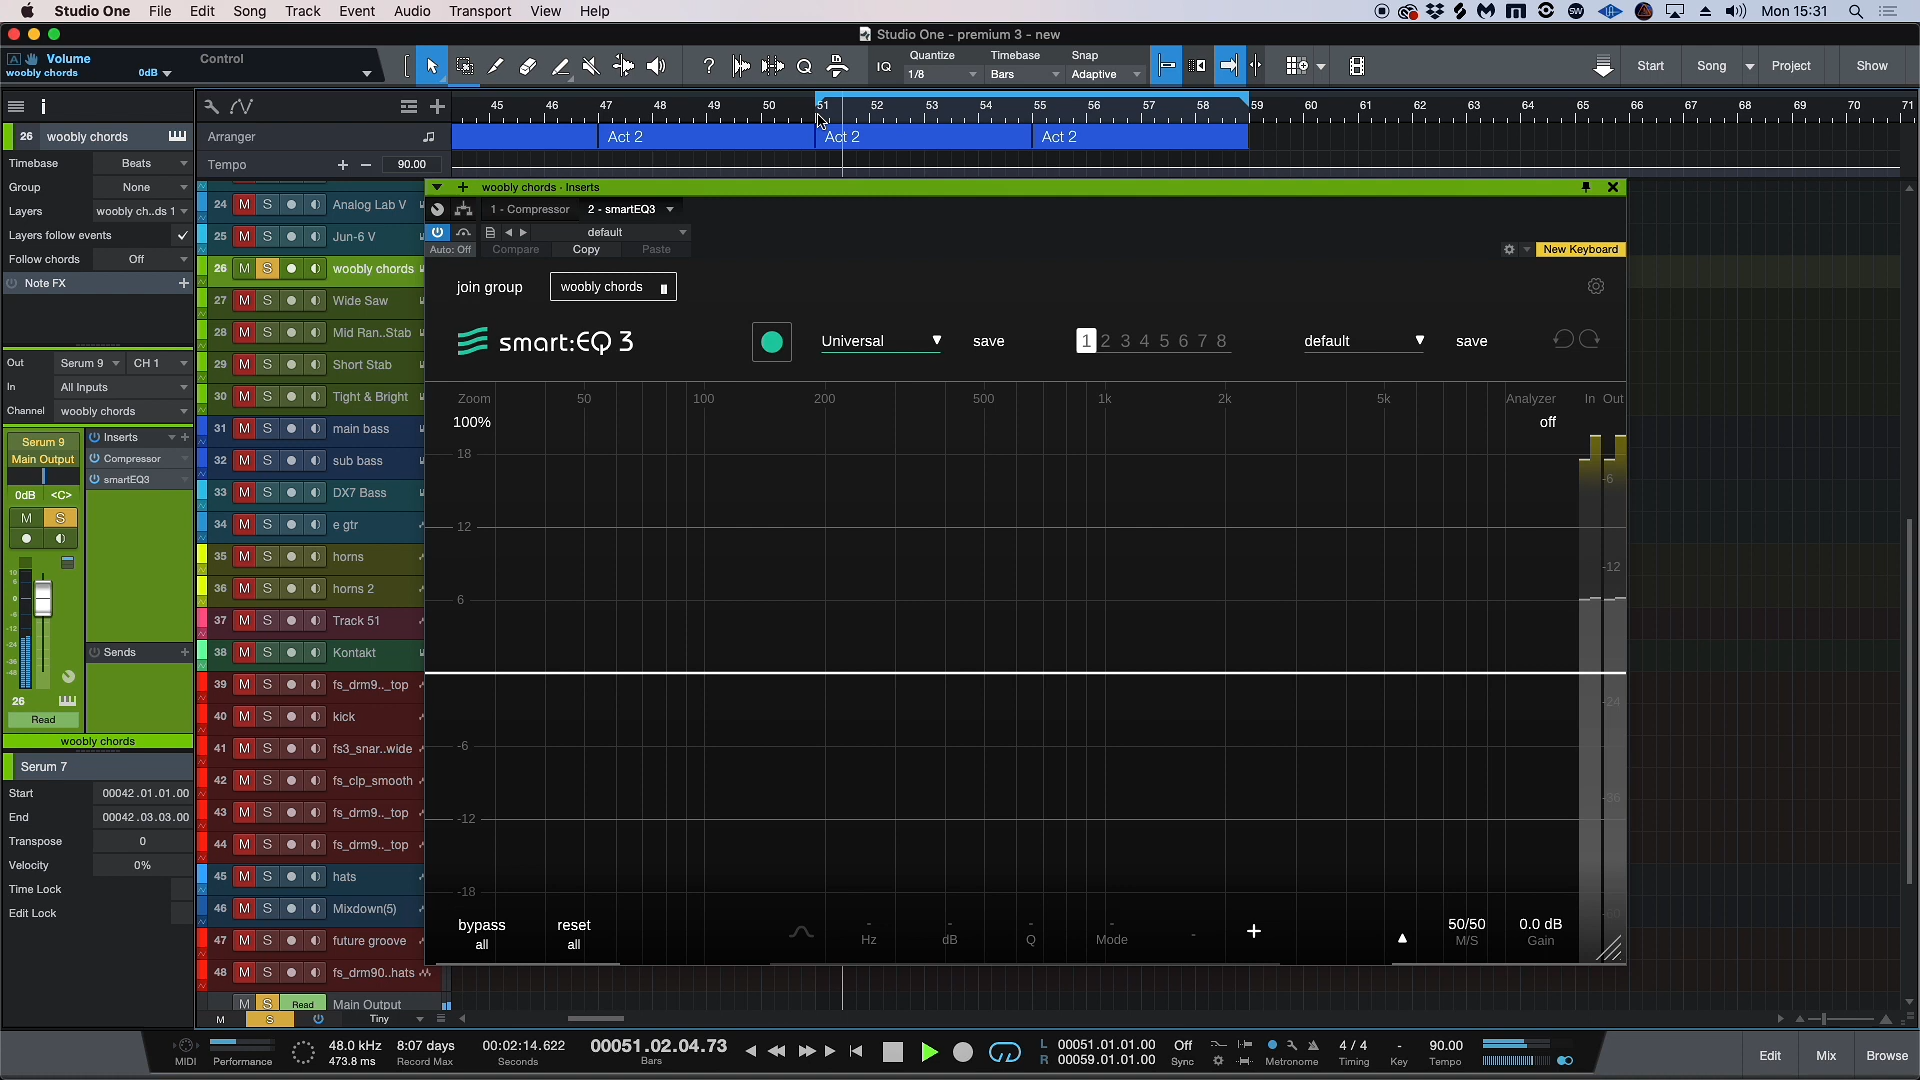 Studio One File Edit Song Track Event Audio Transport View Help
Mon 15:31
Studio One - premium 3 - new
Volume
woobly chords 0dB
Control
Quantize Timebase Snap
IQ 1/8 Bars Adaptive
Start Song Project Show
26 woobly chords
Timebase Beats
Group None
Layers woobly ch..ds 1
Layers follow events
Follow chords Off
Note FX
Out Serum 9 CH 1
In All Inputs
Channel woobly chords
Serum 9
Main Output
0dB <C>
M S
Inserts
Compressor
smartEQ3
Sends
26
Read
woobly chords
Serum 7
Start 00042.01.01.00
End 00042.03.03.00
Transpose 0
Velocity 0%
Time Lock
Edit Lock
45 46 47 48 49 50 51 52 53 54 55 56 57 58 59 60 61 62 63 64 65 66 67 68 69 70 71
Arranger
Act 2 Act 2 Act 2
Tempo 90.00
24 M S Analog Lab V
25 M S Jun-6 V
26 M S woobly chords
27 M S Wide Saw
28 M S Mid Ran..Stab
29 M S Short Stab
30 M S Tight & Bright
31 M S main bass
32 M S sub bass
33 M S DX7 Bass
34 M S e gtr
35 M S horns
36 M S horns 2
37 M S Track 51
38 M S Kontakt
39 M S fs_drm9.._top
40 M S kick
41 M S fs3_snar..wide
42 M S fs_clp_smooth
43 M S fs_drm9.._top
44 M S fs_drm9.._top
45 M S hats
46 M S Mixdown(5)
47 M S future groove
48 M S fs_drm90..hats
M S Read Main Output
M S Tiny
woobly chords - Inserts
1 - Compressor 2 - smartEQ3
default
Auto: Off Compare Copy Paste
New Keyboard
join group woobly chords
smart:EQ 3
Universal save
1 2 3 4 5 6 7 8
default save
Zoom 50 100 200 500 1k 2k 5k Analyzer In Out
100% off
18
12
6
-6
-12
-18
-6
-12
-24
-36
bypass
all
reset
all
- - - - -
Hz dB Q Mode
+
50/50
M/S
0.0 dB
Gain
MIDI
Performance
48.0 kHz
473.8 ms
8:07 days
Record Max
00:02:14.622
Seconds
00051.02.04.73
Bars
L 00051.01.01.00
R 00059.01.01.00
Off
Sync
Metronome
4 / 4
Timing
-
Key
90.00
Tempo
Edit Mix Browse